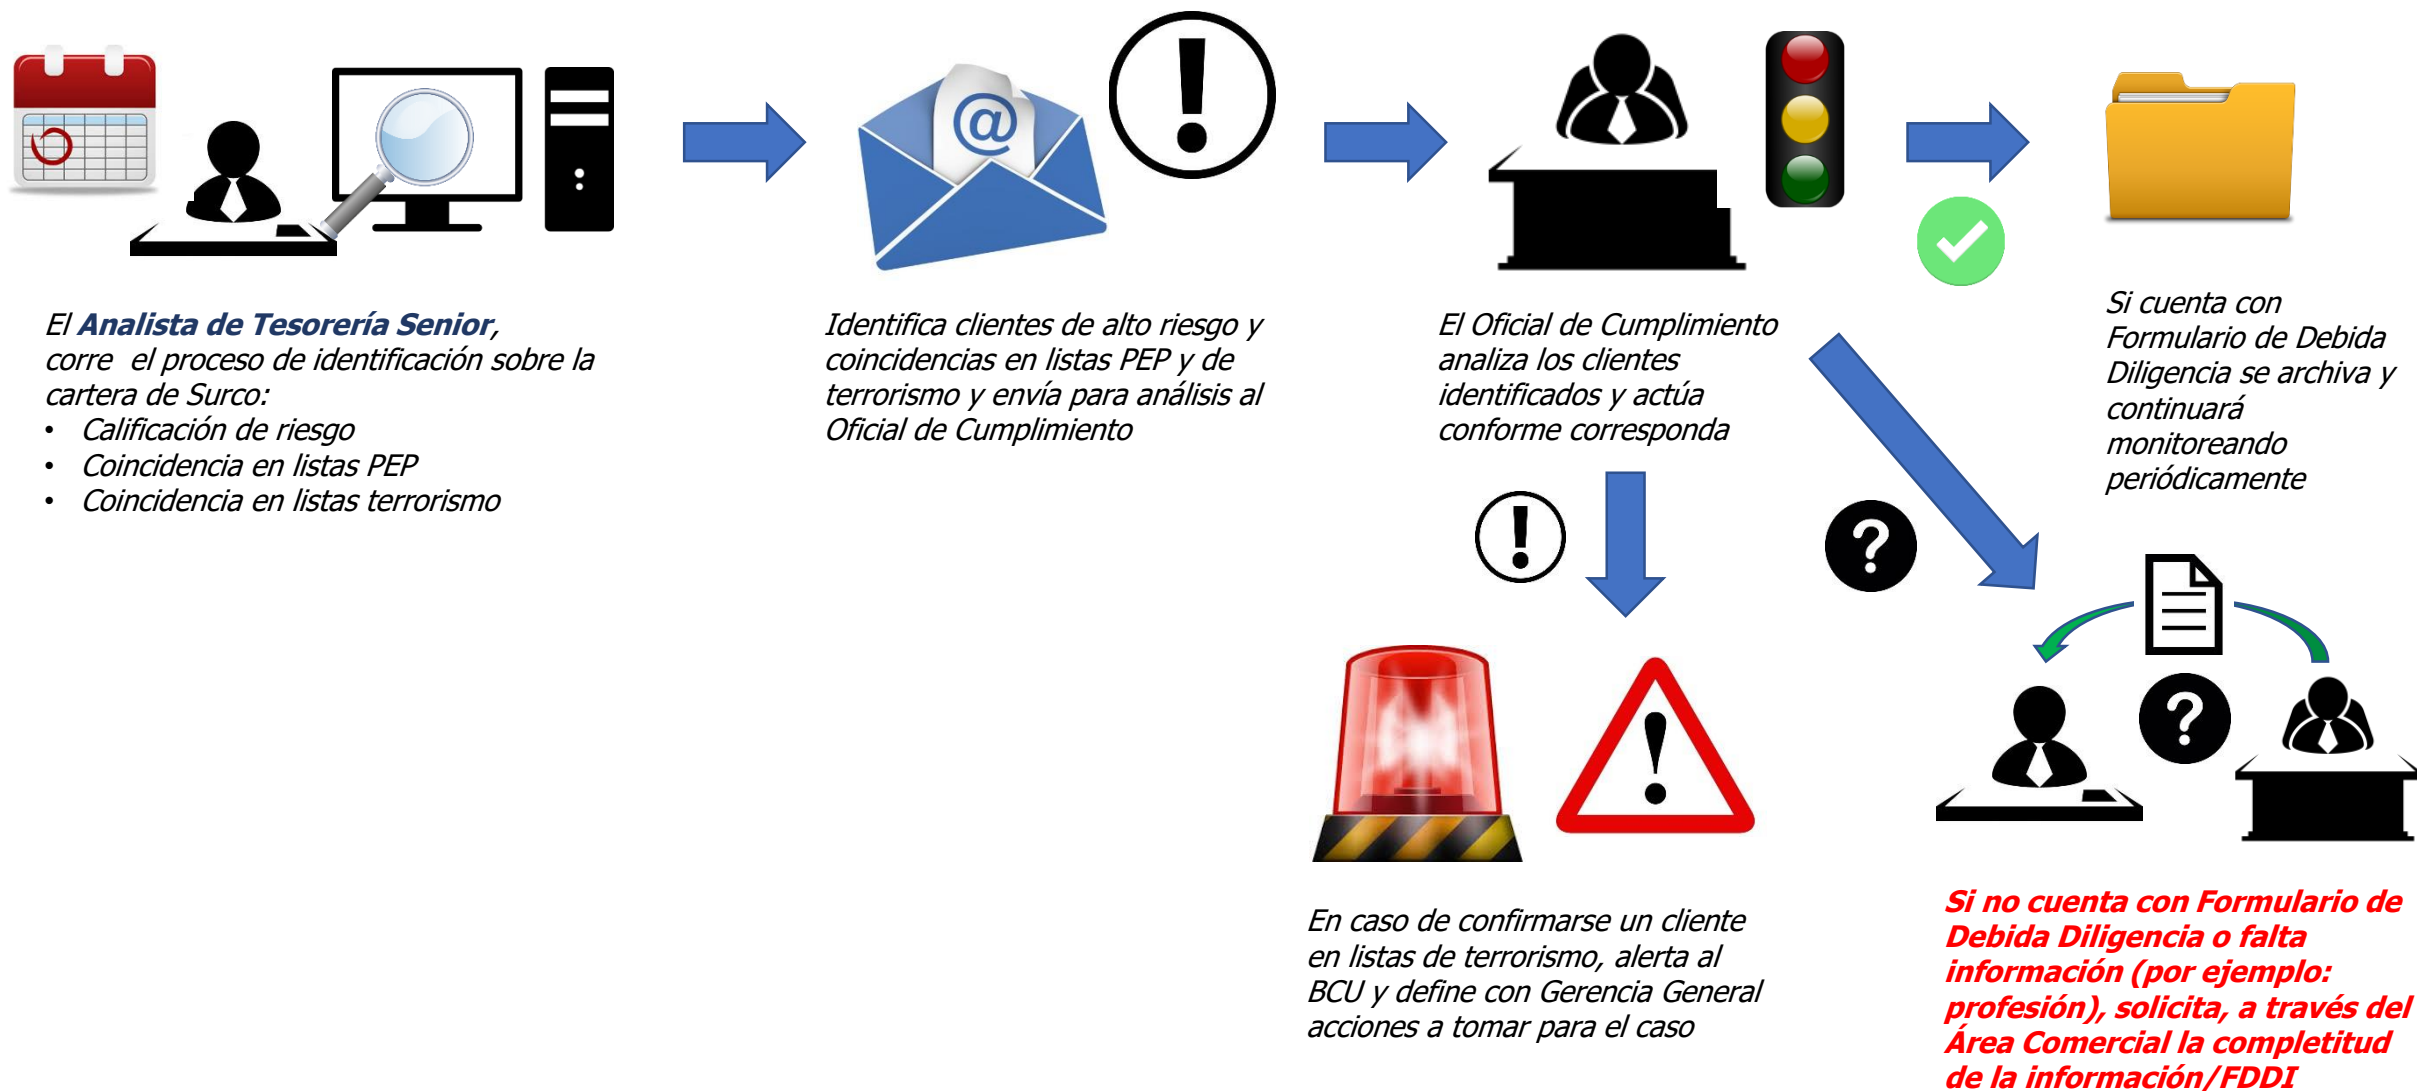 El Analista de Tesorería Senior,
corre el proceso de identificación sobre la
cartera de Surco:
• Calificación de riesgo
• Coincidencia en listas PEP
• Coincidencia en listas terrorismo
@
Identifica clientes de alto riesgo y
coincidencias en listas PEP y de
terrorismo y envía para análisis al
Oficial de Cumplimiento
!
El Oficial de Cumplimiento
analiza los clientes
identificados y actúa
conforme corresponda
Si cuenta con
Formulario de Debida
Diligencia se archiva y
continuará
monitoreando
periódicamente
!
?
!
?
En caso de confirmarse un cliente
en listas de terrorismo, alerta al
BCU y define con Gerencia General
acciones a tomar para el caso
Si no cuenta con Formulario de
Debida Diligencia o falta
información (por ejemplo:
profesión), solicita, a través del
Área Comercial la completitud
de la información/FDDI